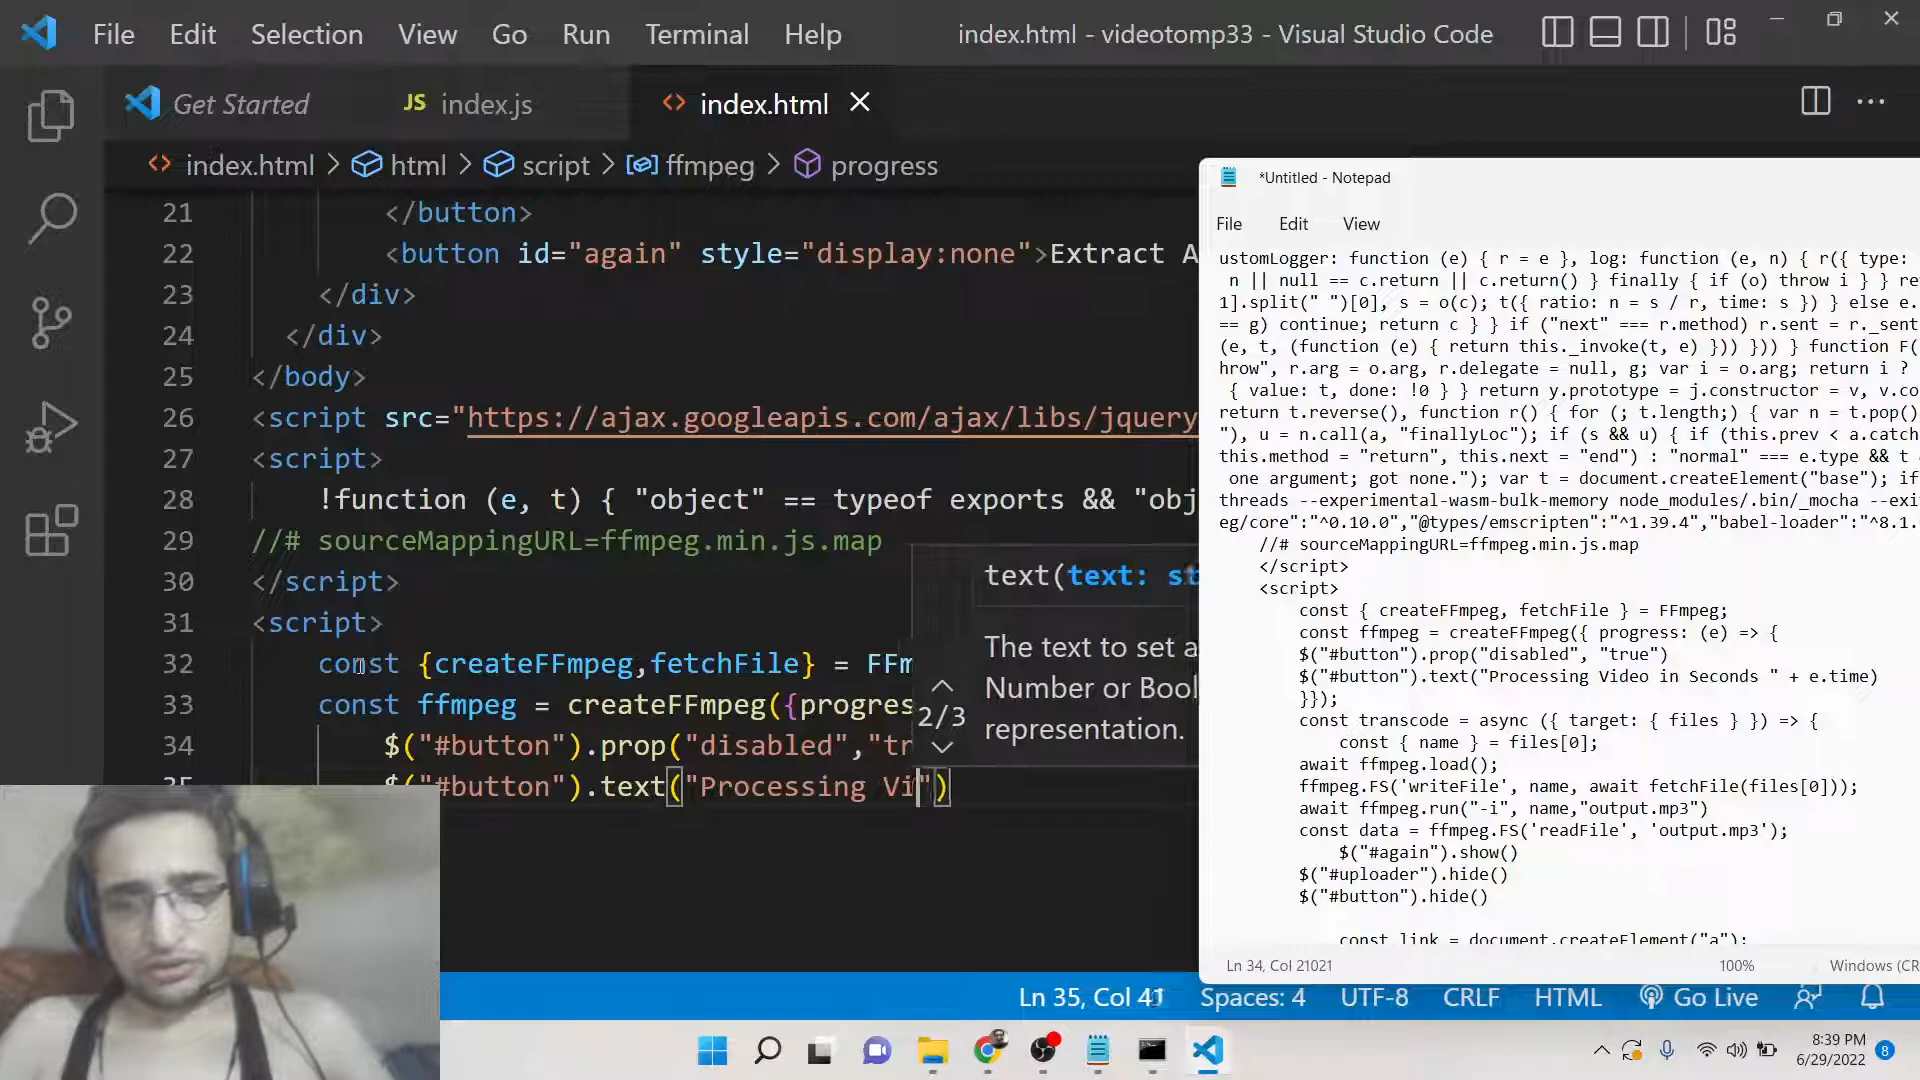 File Edit Selection View Go Run Terminal Help index.html - videotomp33 - Visual Studio Code
Get Started JS index.js <> index.html
<> index.html > html > script > ffmpeg > progress
21 </button>
22 <button id="again" style="display:none">Extract A
23 </div>
24 </div>
25 </body>
26 <script src="https://ajax.googleapis.com/ajax/libs/jquery
27 <script>
28 !function (e, t) { "object" == typeof exports && "obj
29 //# sourceMappingURL=ffmpeg.min.js.map
30 </script>
31 <script>
32 const {createFFmpeg,fetchFile} = FFm
33 const ffmpeg = createFFmpeg({progres
34 $("#button").prop("disabled","tr
35 $("#button").text("Processing Vi")
text(text: st
The text to set a
Number or Bool
representation.
2/3
*Untitled - Notepad
File Edit View
ustomLogger: function (e) { r = e }, log: function (e, n) { r({ type:
n || null == c.return || c.return() } finally { if (o) throw i } } re
1].split(" ")[0], s = o(c); t({ ratio: n = s / r, time: s }) } else e.
== g) continue; return c } } if ("next" === r.method) r.sent = r._sent
(e, t, (function (e) { return this._invoke(t, e) })) })) } function F(
hrow", r.arg = o.arg, r.delegate = null, g; var i = o.arg; return i ?
{ value: t, done: !0 } } return y.prototype = j.constructor = v, v.co
return t.reverse(), function r() { for (; t.length;) { var n = t.pop()
"), u = n.call(a, "finallyLoc"); if (s && u) { if (this.prev < a.catch
this.method = "return", this.next = "end") : "normal" === e.type && t
one argument; got none."); var t = document.createElement("base"); if
threads --experimental-wasm-bulk-memory node_modules/.bin/_mocha --exi
eg/core":"^0.10.0","@types/emscripten":"^1.39.4","babel-loader":"^8.1.
//# sourceMappingURL=ffmpeg.min.js.map
</script>
<script>
const { createFFmpeg, fetchFile } = FFmpeg;
const ffmpeg = createFFmpeg({ progress: (e) => {
$("#button").prop("disabled", "true")
$("#button").text("Processing Video in Seconds " + e.time)
}});
const transcode = async ({ target: { files } }) => {
const { name } = files[0];
await ffmpeg.load();
ffmpeg.FS('writeFile', name, await fetchFile(files[0]));
await ffmpeg.run("-i", name,"output.mp3")
const data = ffmpeg.FS('readFile', 'output.mp3');
$("#again").show()
$("#uploader").hide()
$("#button").hide()
const link = document.createElement("a");
Ln 34, Col 21021 100% Windows (CR
Ln 35, Col 41 Spaces: 4 UTF-8 CRLF HTML Go Live
8:39 PM
6/29/2022 8